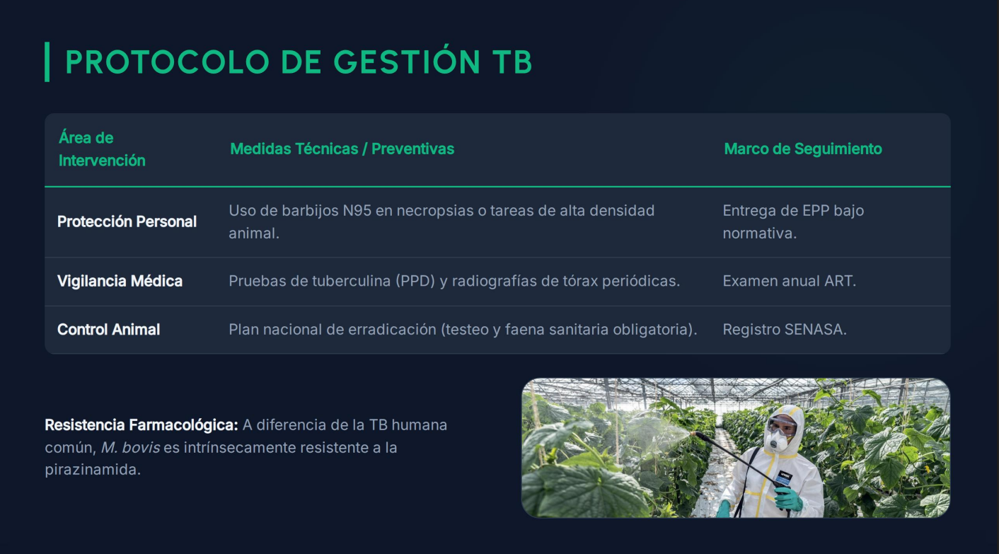 PROTOCOLO DE GESTIÓN TB
Área de
Intervención
Medidas Técnicas / Preventivas
Marco de Seguimiento
Protección Personal
Uso de barbijos N95 en necropsias o tareas de alta densidad
animal.
Entrega de EPP bajo
normativa.
Vigilancia Médica
Pruebas de tuberculina (PPD) y radiografías de tórax periódicas.
Examen anual ART.
Control Animal
Plan nacional de erradicación (testeo y faena sanitaria obligatoria).
Registro SENASA.
Resistencia Farmacológica: A diferencia de la TB humana
común, M. bovis es intrínsecamente resistente a la
pirazinamida.